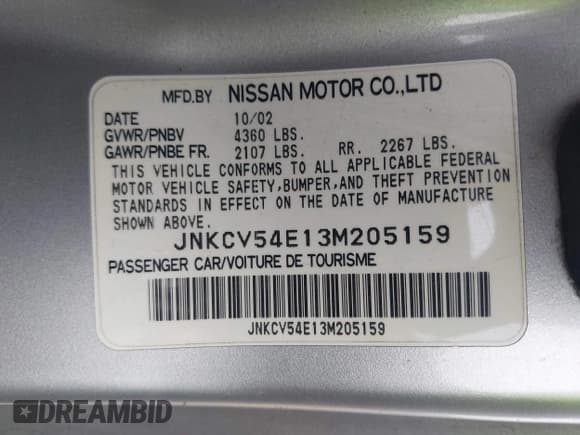 MFD.BY NISSAN MOTOR CO.,LTD
DATE 10/02
GVWR/PNBV 4360 LBS.
GAWR/PNBE FR. 2107 LBS. RR. 2267 LBS.
THIS VEHICLE CONFORMS TO ALL APPLICABLE FEDERAL
MOTOR VEHICLE SAFETY,BUMPER,AND THEFT PREVENTION
STANDARDS IN EFFECT ON THE DATE OF MANUFACTURE
SHOWN ABOVE.
JNKCV54E13M205159
PASSENGER CAR/VOITURE DE TOURISME
JNKCV54E13M205159
DREAMBID